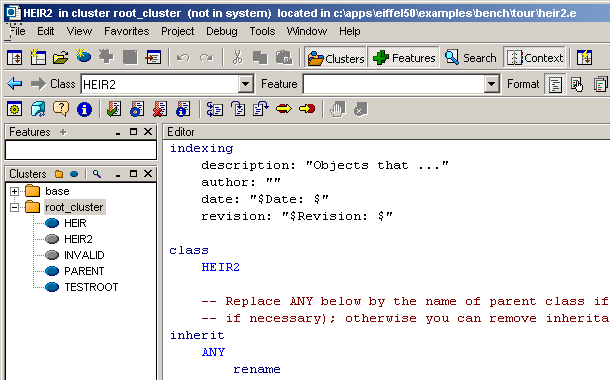 HEIR2 in cluster root_cluster (not in system) located in c:\apps\eiffel50\examples\bench\tour\heir2.e
File Edit View Favorites Project Debug Tools Window Help
Clusters Features Search Context
Class HEIR2 Feature Format
Features
Editor
Clusters
base
root_cluster
HEIR
HEIR2
INVALID
PARENT
TESTROOT
indexing
description: "Objects that ..."
author: ""
date: "$Date: $"
revision: "$Revision: $"
class
HEIR2
-- Replace ANY below by the name of parent class if
-- if necessary); otherwise you can remove inherita
inherit
ANY
rename